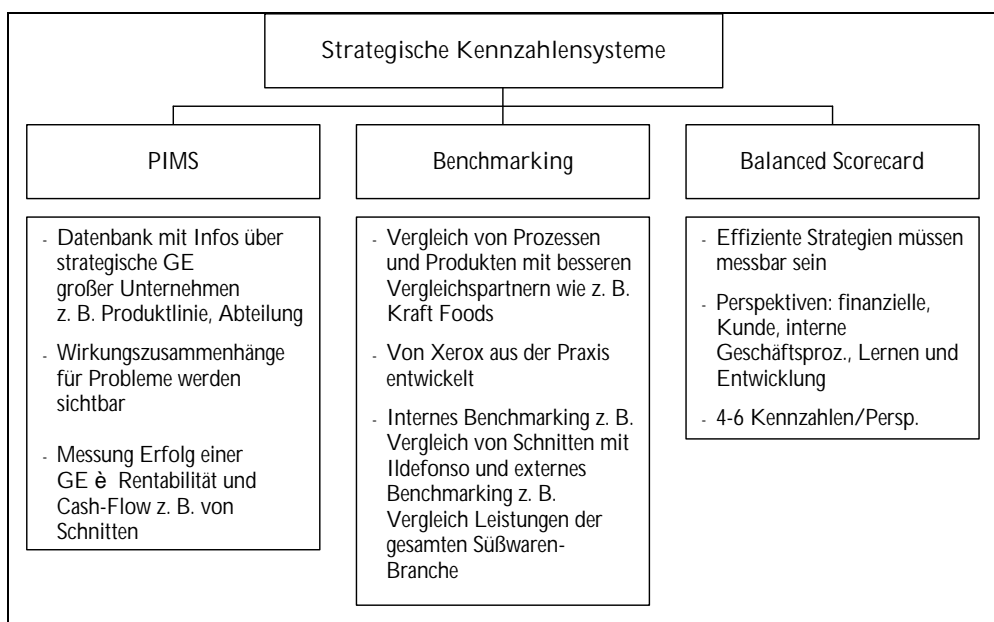 Strategische Kennzahlensysteme
PIMS
- Datenbank mit Infos über
strategische GE
großer Unternehmen
z. B. Produktlinie, Abteilung
- Wirkungszusammenhänge
für Probleme werden
sichtbar
- Messung Erfolg einer
GE è Rentabilität und
Cash-Flow z. B. von
Schnitten
Benchmarking
- Vergleich von Prozessen
und Produkten mit besseren
Vergleichspartnern wie z. B.
Kraft Foods
- Von Xerox aus der Praxis
entwickelt
- Internes Benchmarking z. B.
Vergleich von Schnitten mit
Ildefonso und externes
Benchmarking z. B.
Vergleich Leistungen der
gesamten Süßwaren-
Branche
Balanced Scorecard
- Effiziente Strategien müssen
messbar sein
- Perspektiven: finanzielle,
Kunde, interne
Geschäftsproz., Lernen und
Entwicklung
- 4-6 Kennzahlen/Persp.